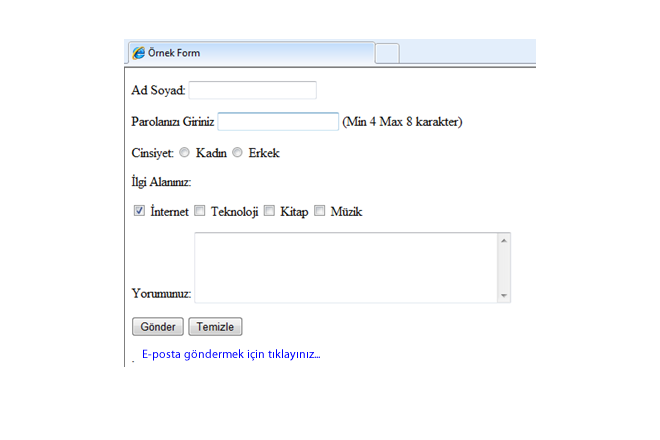 Örnek Form
Ad Soyad:
Parolanızı Giriniz (Min 4 Max 8 karakter)
Cinsiyet: Kadın Erkek
İlgi Alanınız:
İnternet Teknoloji Kitap Müzik
Yorumunuz:
Gönder Temizle
E-posta göndermek için tıklayınız...